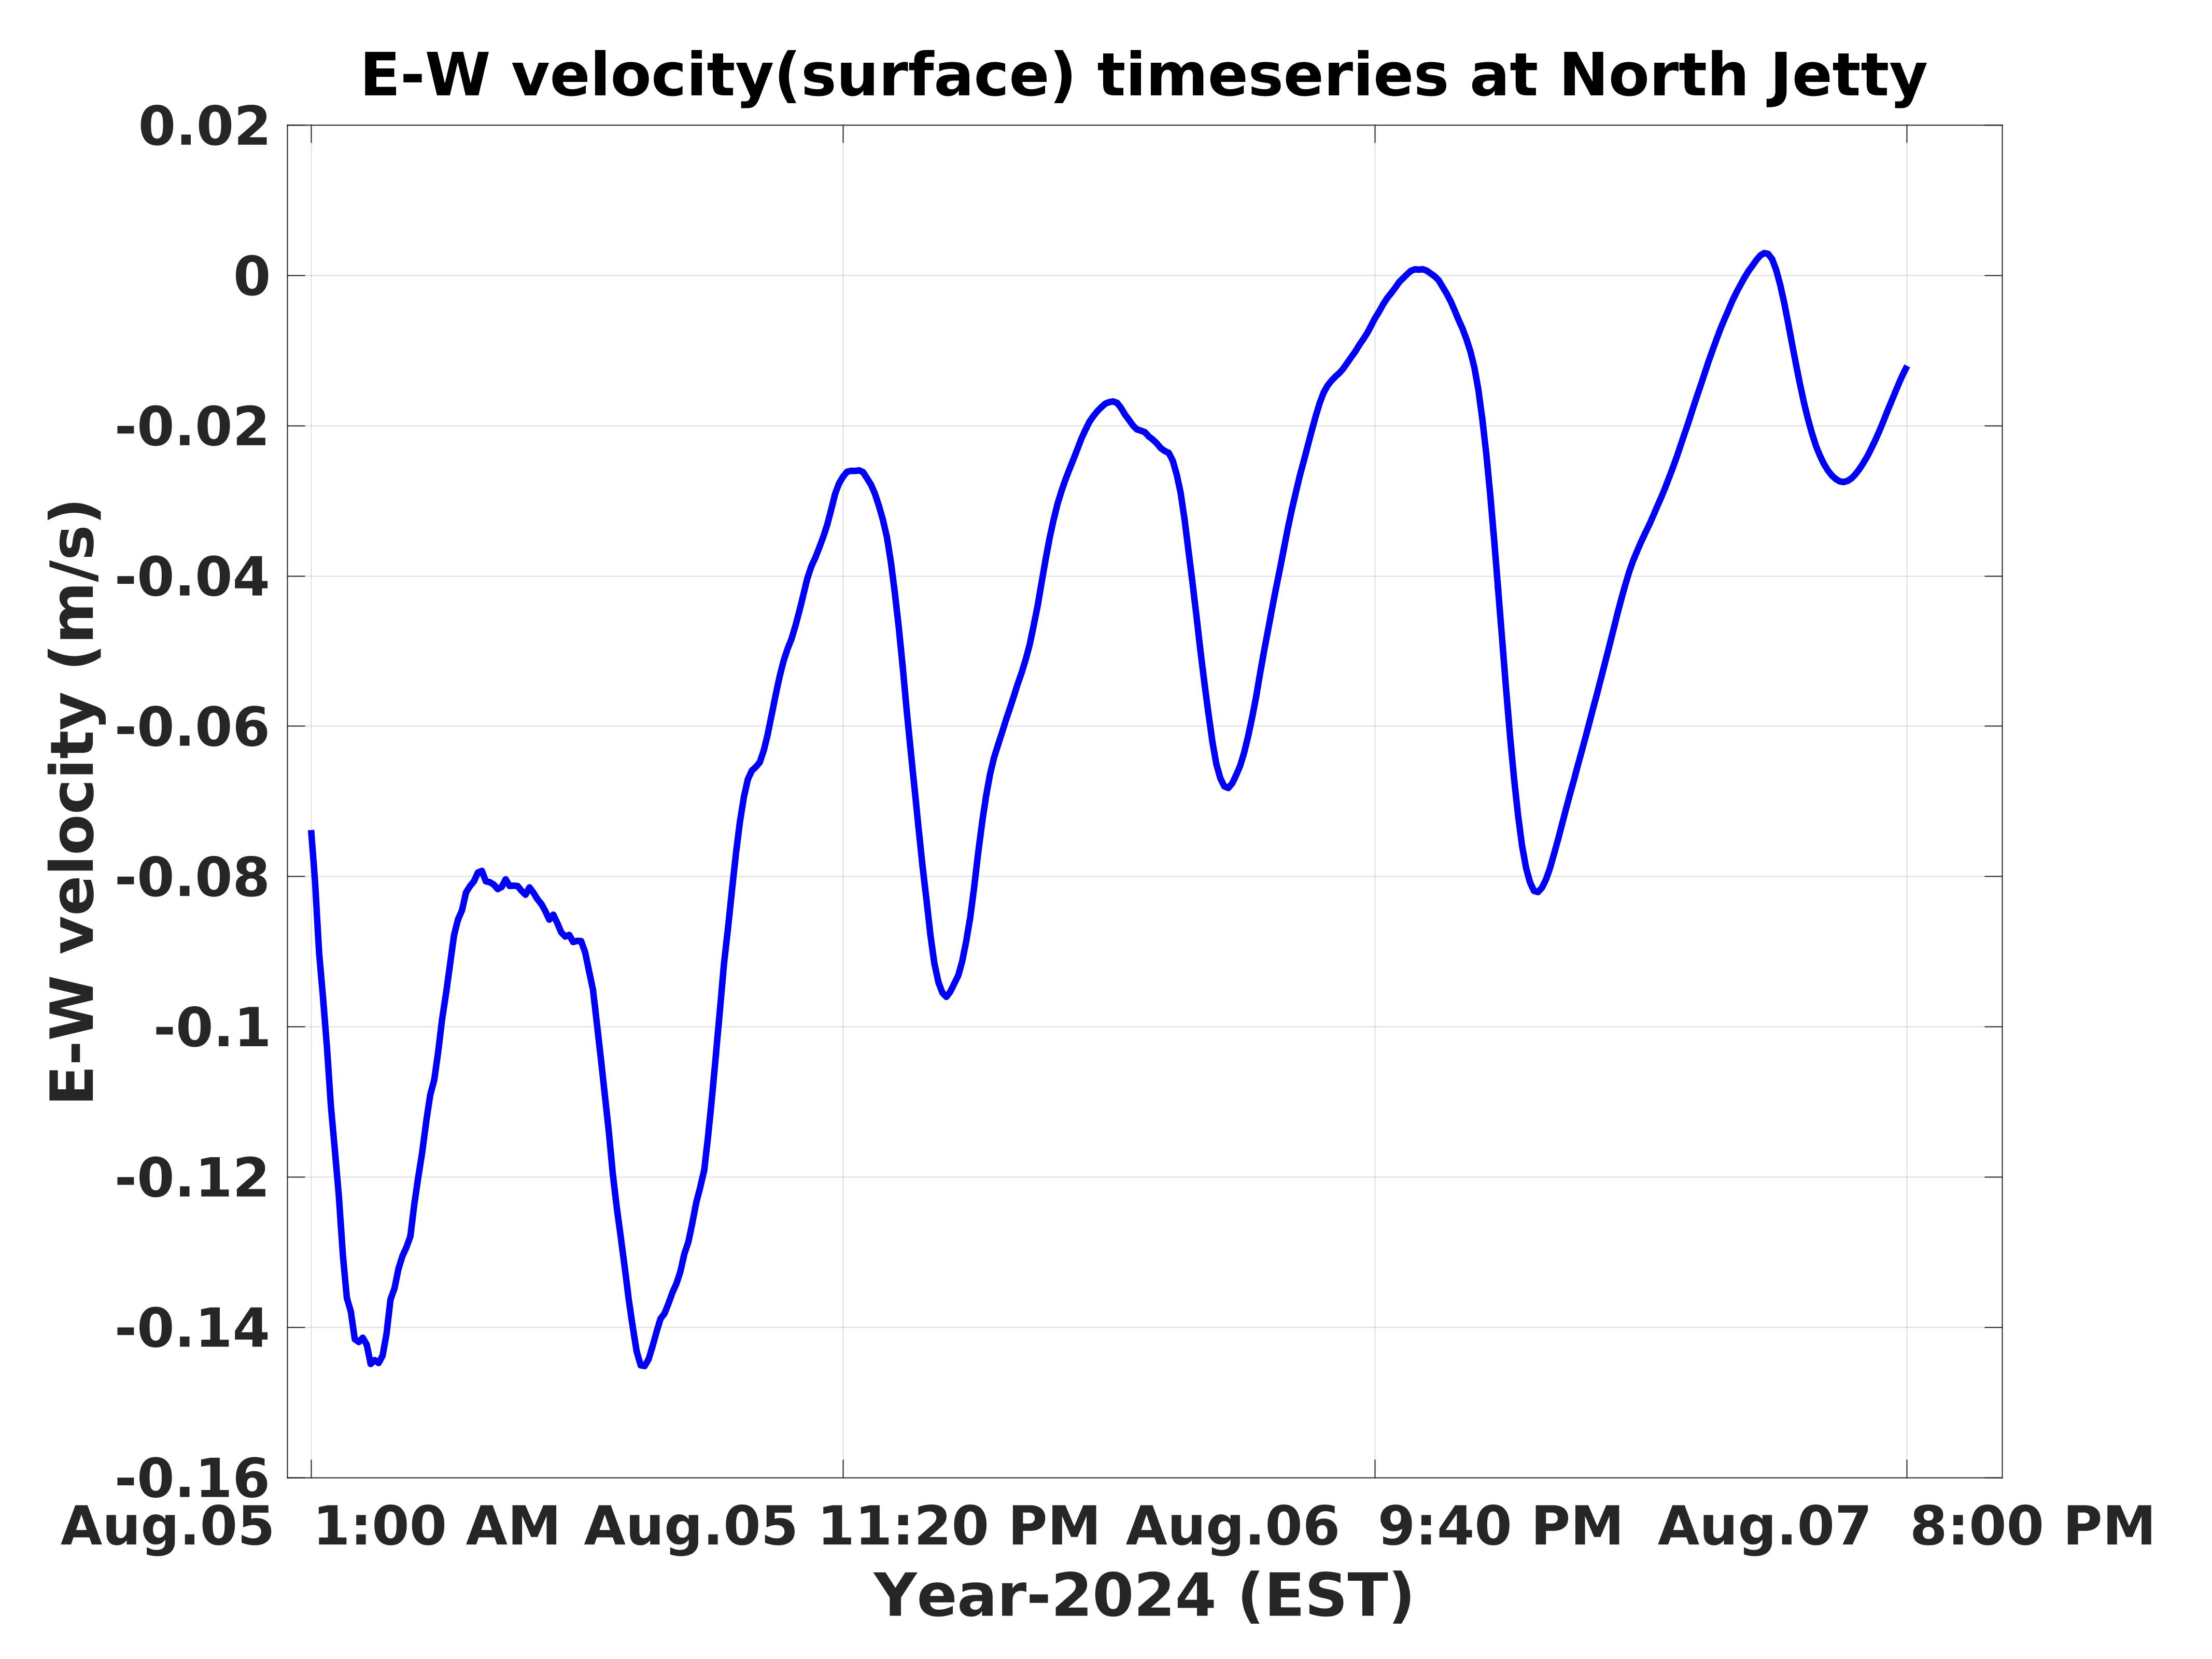 E-W velocity(surface) timeseries at North Jetty
0.02
0
-0.02
-0.04
-0.06
-0.08
-0.1
-0.12
-0.14
-0.16
E-W velocity (m/s)
Aug.05 1:00 AM Aug.05 11:20 PM Aug.06 9:40 PM Aug.07 8:00 PM
Year-2024 (EST)